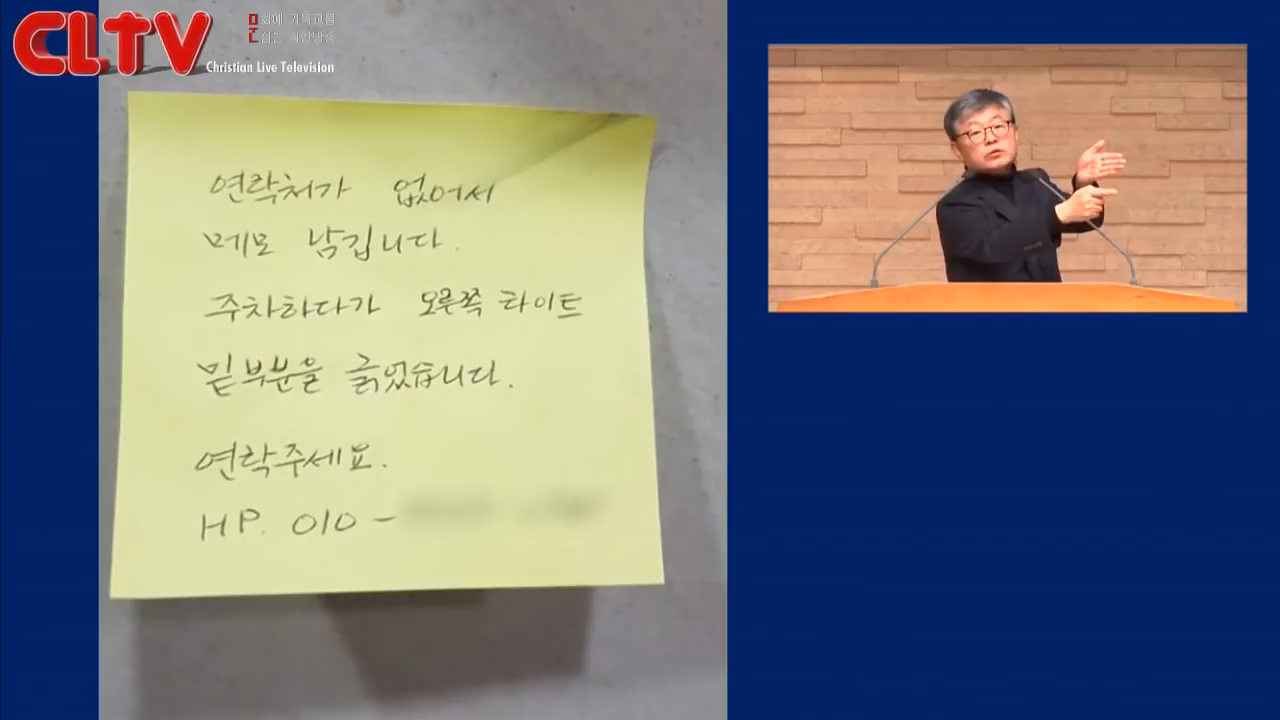 CLTV
Christian Live Television
연락처가 없어서
메모 남깁니다.
주차하다가 오른쪽 라이트
밑부분을 긁었습니다.
연락주세요.
HP. 010 -